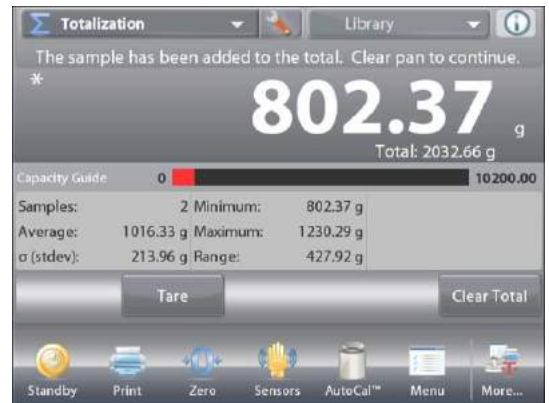 Σ Totalization Library
The sample has been added to the total. Clear pan to continue.
*
802.37 g
Total: 2032.66 g
Capacity Guide 0 10200.00
Samples: 2 Minimum: 802.37 g
Average: 1016.33 g Maximum: 1230.29 g
σ (stdev): 213.96 g Range: 427.92 g
Tare Clear Total
Standby Print Zero Sensors AutoCal™ Menu More...